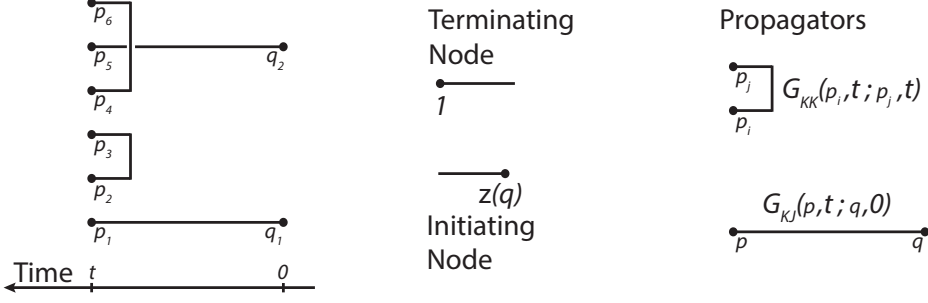 p6
p5
q2
p4
p3
p2
p1
q1
Time t 0
Terminating
Node
1
z(q)
Initiating
Node
Propagators
pj
GKK(pi,t ; pj,t)
pi
GKJ(p,t ; q,0)
p
q